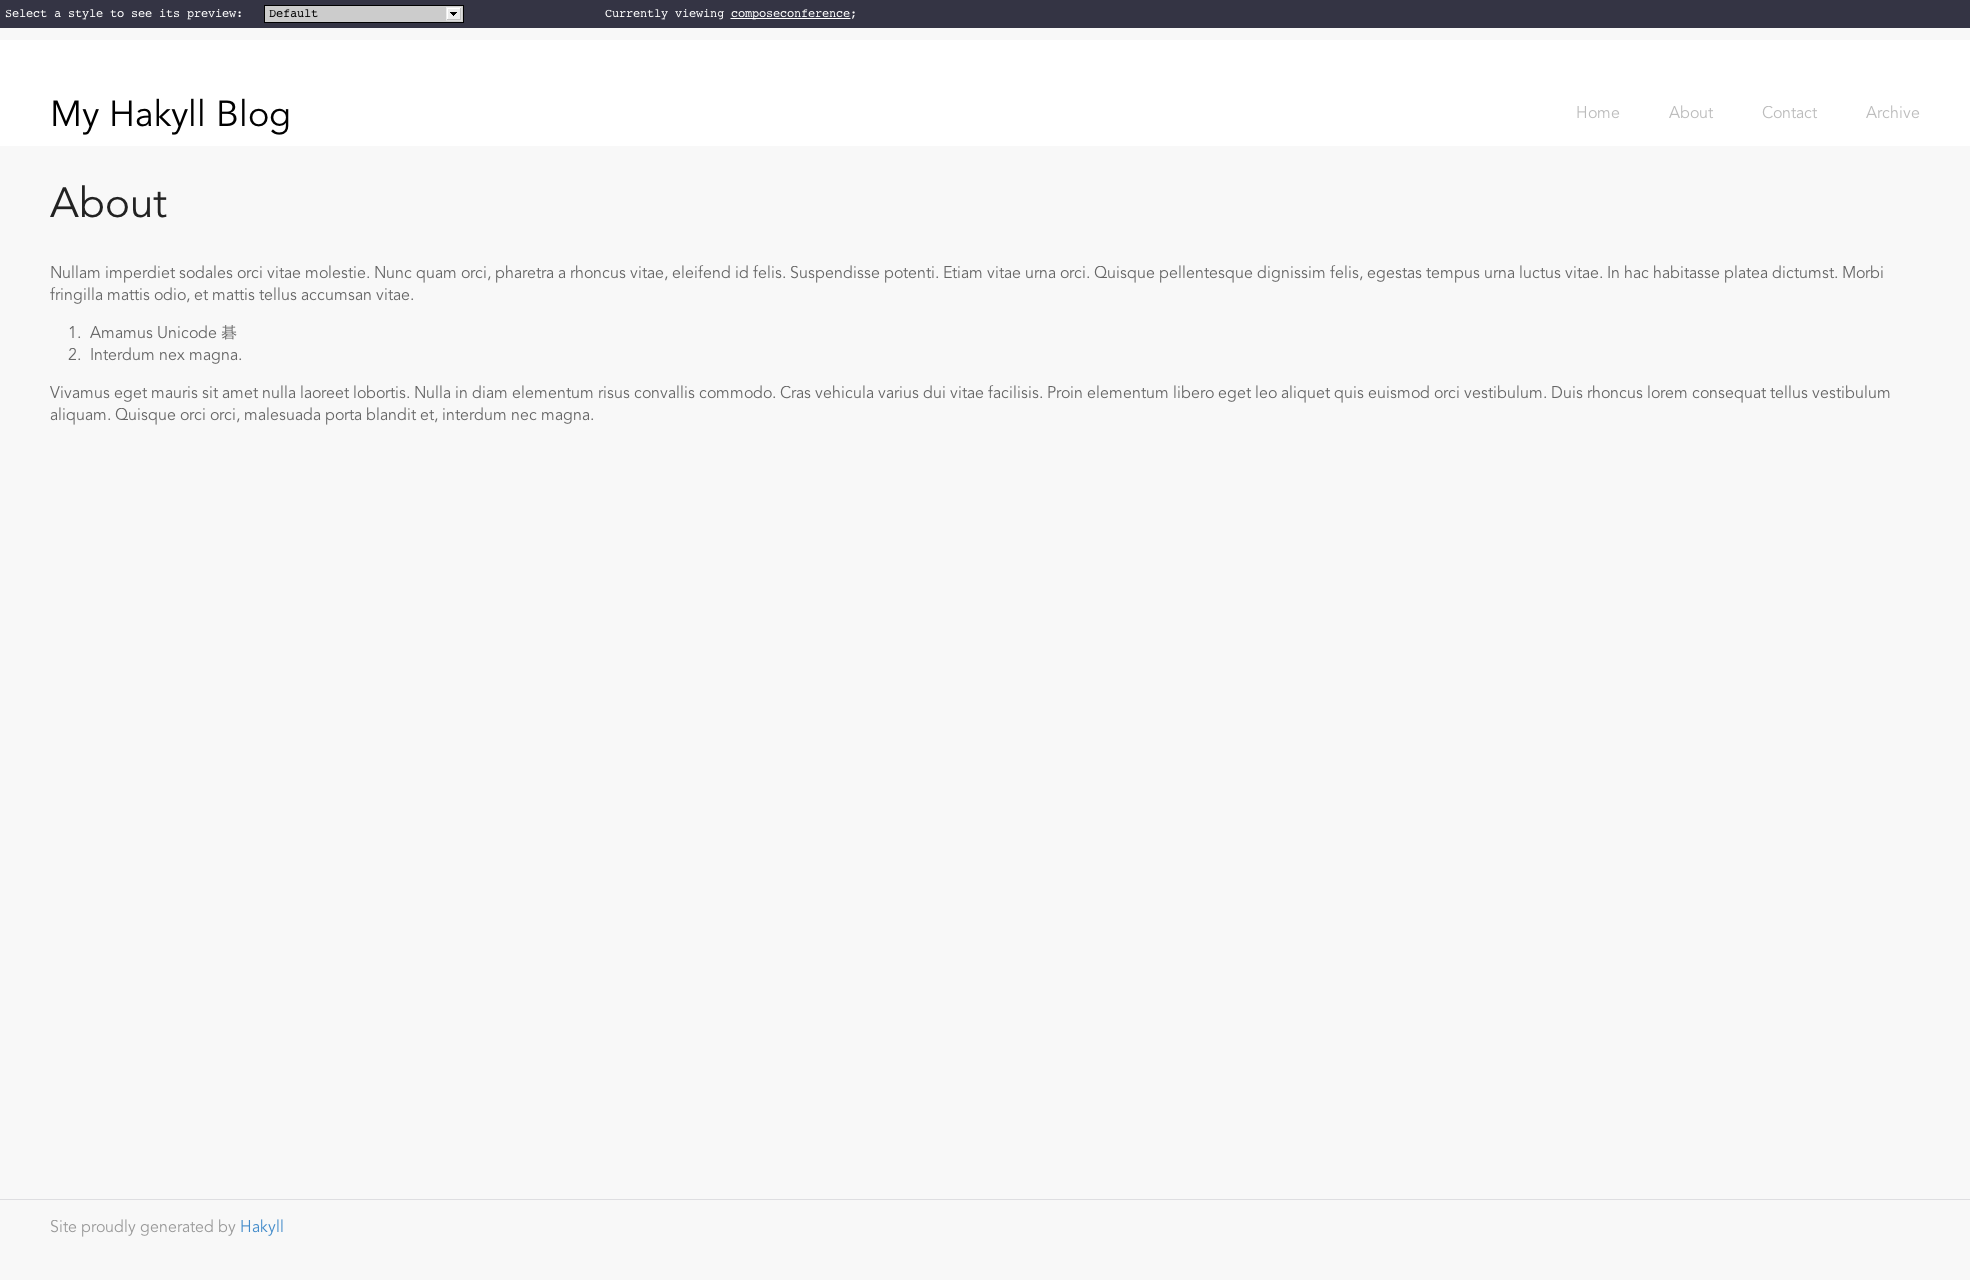 Select a style to see its preview: Default Currently viewing composeconference;
My Hakyll Blog
Home About Contact Archive
About
Nullam imperdiet sodales orci vitae molestie. Nunc quam orci, pharetra a rhoncus vitae, eleifend id felis. Suspendisse potenti. Etiam vitae urna orci. Quisque pellentesque dignissim felis, egestas tempus urna luctus vitae. In hac habitasse platea dictumst. Morbi
fringilla mattis odio, et mattis tellus accumsan vitae.
1. Amamus Unicode 碁
2. Interdum nex magna.
Vivamus eget mauris sit amet nulla laoreet lobortis. Nulla in diam elementum risus convallis commodo. Cras vehicula varius dui vitae facilisis. Proin elementum libero eget leo aliquet quis euismod orci vestibulum. Duis rhoncus lorem consequat tellus vestibulum
aliquam. Quisque orci orci, malesuada porta blandit et, interdum nec magna.
Site proudly generated by Hakyll